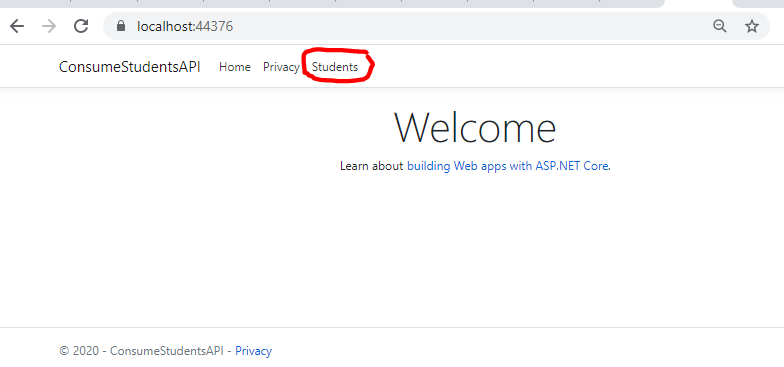 localhost:44376
ConsumeStudentsAPI Home Privacy Students
Welcome
Learn about building Web apps with ASP.NET Core.
© 2020 - ConsumeStudentsAPI - Privacy